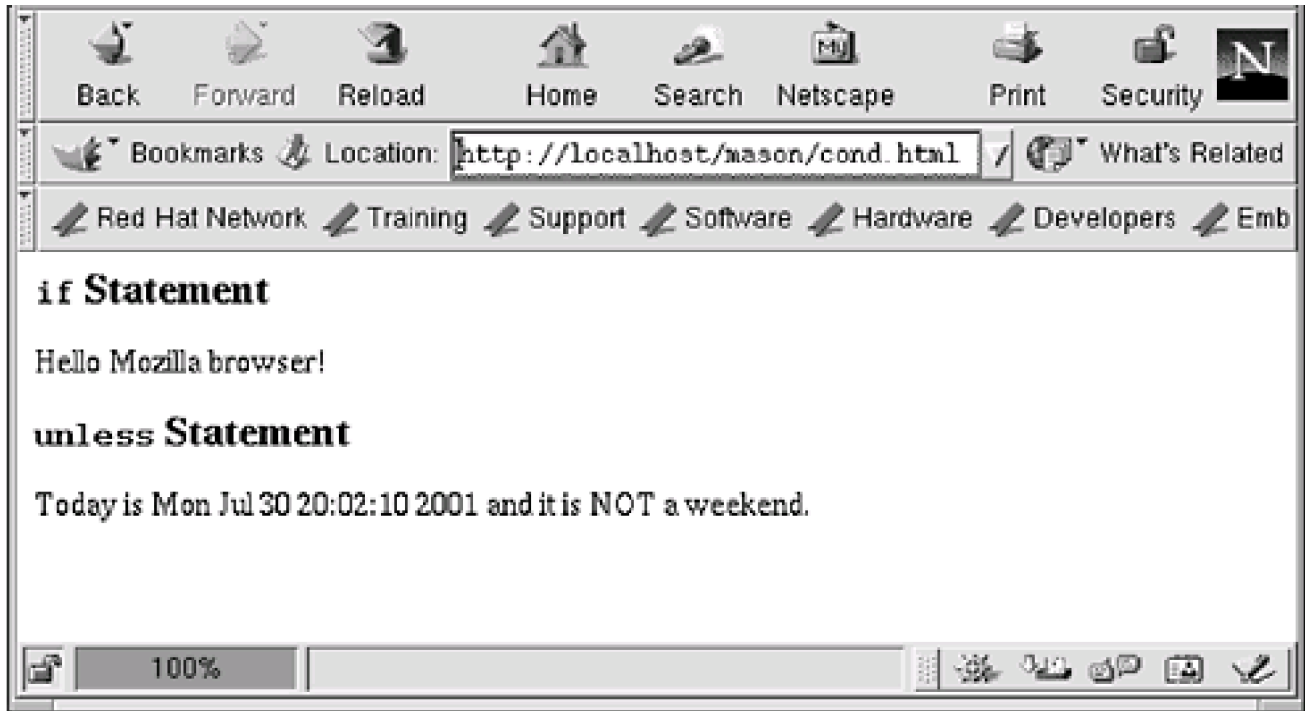 Back Forward Reload Home Search Netscape Print Security
My
N
Bookmarks Location: http://localhost/mason/cond.html What's Related
Red Hat Network Training Support Software Hardware Developers Emb
if Statement
Hello Mozilla browser!
unless Statement
Today is Mon Jul 30 20:02:10 2001 and it is NOT a weekend.
100%